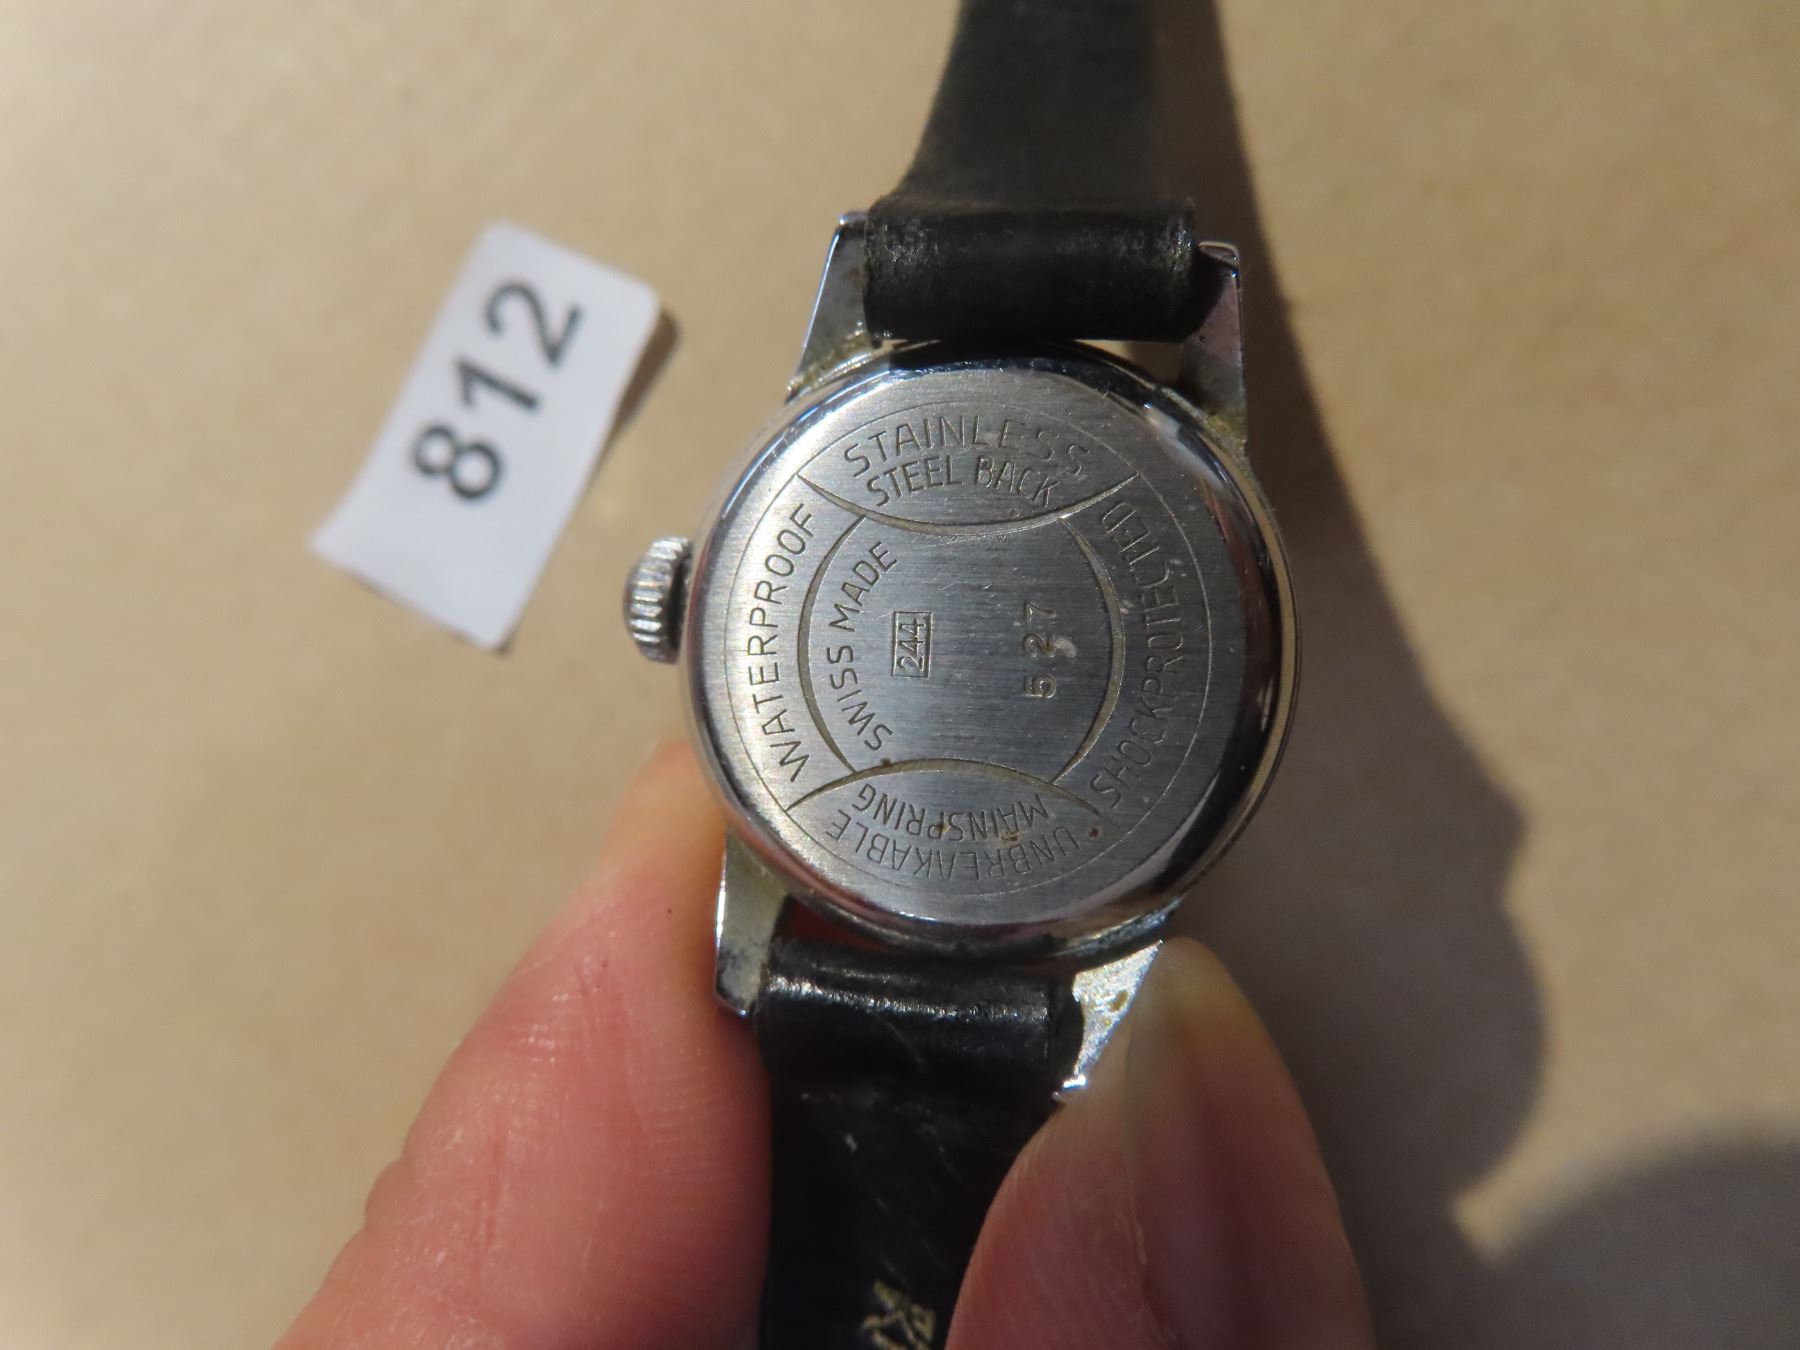 812
STAINLESS
STEEL BACK
WATERPROOF
SWISS MADE
244
527
SHOCKPROTECTED
UNBREAKABLE
MAINSPRING